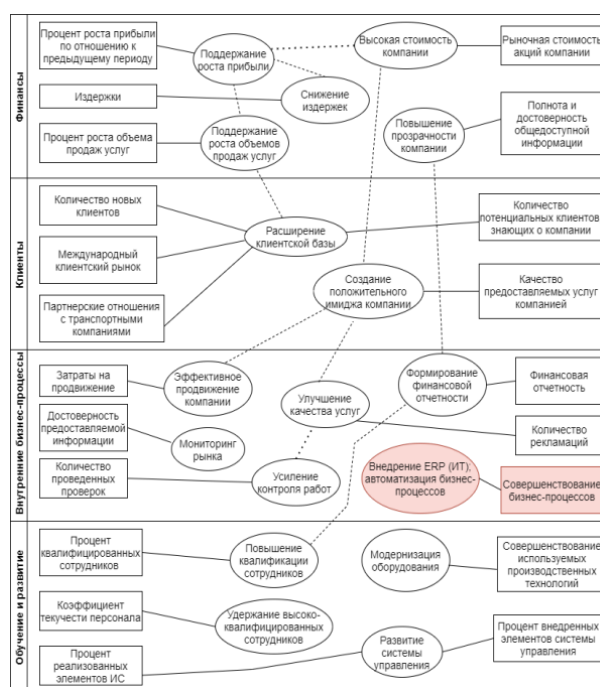 Финансы
Процент роста прибыли
по отношению к
предыдущему периоду
Поддержание
роста прибыли
Высокая стоимость
компании
Рыночная стоимость
акций компании
Издержки
Снижение
издержек
Полнота и
достоверность
общедоступной
информации
Процент роста объема
продаж услуг
Поддержание
роста объемов
продаж услуг
Повышение
прозрачности
компании
Клиенты
Количество новых
клиентов
Расширение
клиентской базы
Количество
потенциальных клиентов
знающих о компании
Международный
клиентский рынок
Создание
положительного
имиджа компании
Качество
предоставляемых услуг
компанией
Партнерские отношения
с транспортными
компаниями
Внутренние бизнес-процессы
Затраты на
продвижение
Эффективное
продвижение
компании
Формирование
финансовой
отчетности
Финансовая
отчетность
Достоверность
предоставляемой
информации
Мониторинг
рынка
Улучшение
качества услуг
Количество
рекламаций
Количество
проведенных
проверок
Усиление
контроля работ
Внедрение ERP (ИТ);
автоматизация бизнес-
процессов
Совершенствование
бизнес-процессов
Обучение и развитие
Процент
квалифицированных
сотрудников
Повышение
квалификации
сотрудников
Модернизация
оборудования
Совершенствование
используемых
производственных
технологий
Коэффициент
текучести персонала
Удержание высоко-
квалифицированных
сотрудников
Процент внедренных
элементов системы
управления
Процент
реализованных
элементов ИС
Развитие
системы
управления